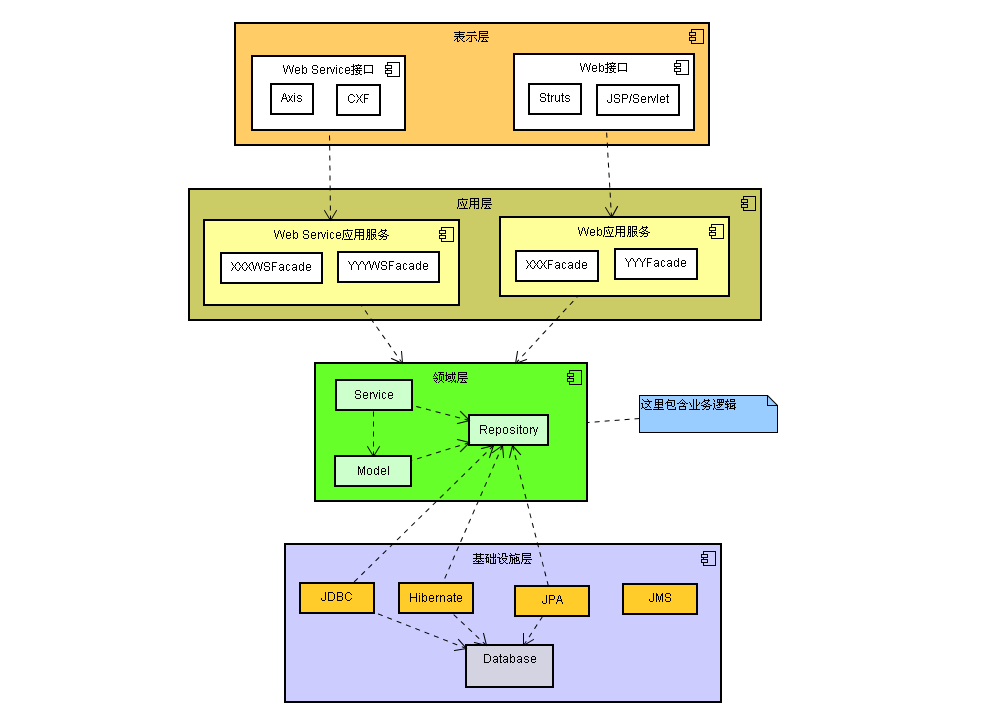 表示层
Web Service接口
Axis
CXF
Web接口
Struts
JSP/Servlet
应用层
Web Service应用服务
XXXWSFacade
YYYWSFacade
Web应用服务
XXXFacade
YYYFacade
领域层
Service
Repository
Model
这里包含业务逻辑
基础设施层
JDBC
Hibernate
JPA
JMS
Database